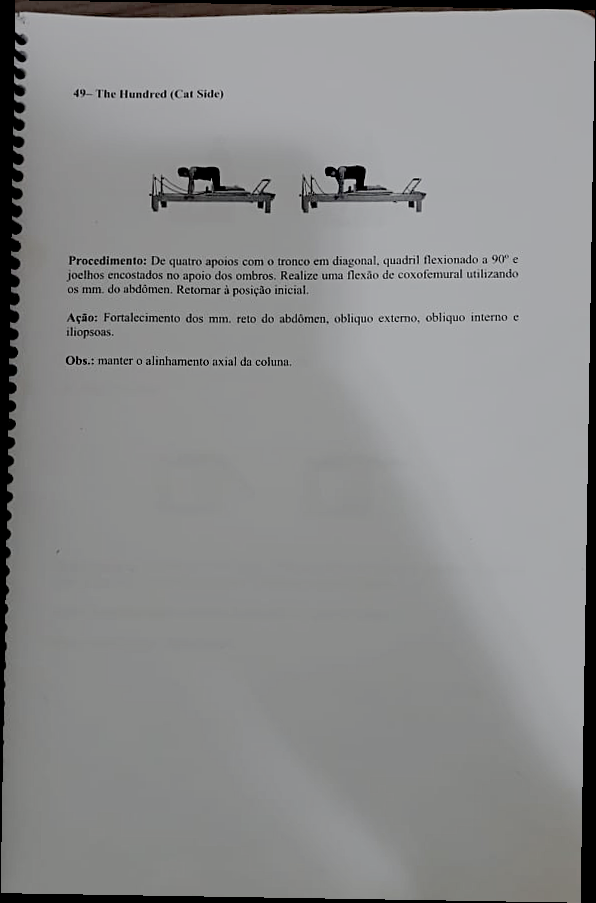 49– The Hundred (Cat Side)
Procedimento: De quatro apoios com o tronco em diagonal, quadril flexionado a 90º e
joelhos encostados no apoio dos ombros. Realize uma flexão de coxofemural utilizando
os mm. do abdômen. Retornar à posição inicial.
Ação: Fortalecimento dos mm. reto do abdômen, obliquo externo, obliquo interno e
iliopsoas.
Obs.: manter o alinhamento axial da coluna.